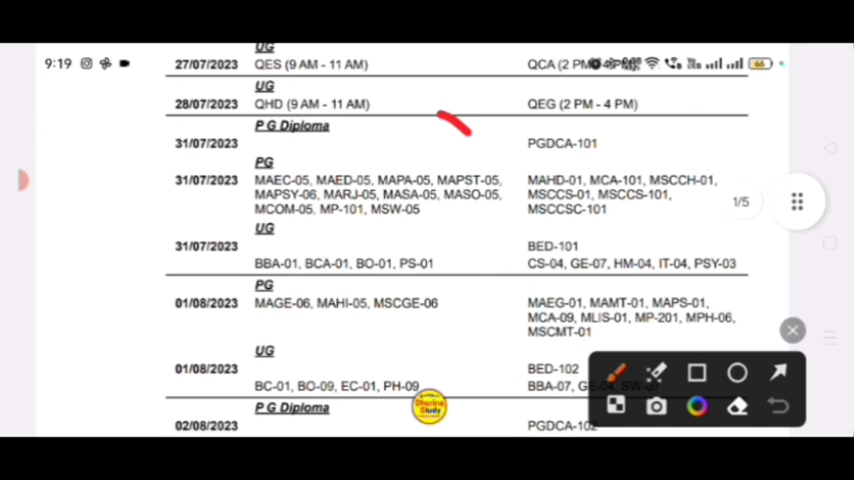 9:19
66
UG
27/07/2023 QES (9 AM - 11 AM) QCA (2 PM
UG
28/07/2023 QHD (9 AM - 11 AM) QEG (2 PM - 4 PM)
P G Diploma
31/07/2023 PGDCA-101
PG
31/07/2023 MAEC-05, MAED-05, MAPA-05, MAPST-05, MAHD-01, MCA-101, MSCCH-01,
MAPSY-06, MARJ-05, MASA-05, MASO-05, MSCCS-01, MSCCS-101,
MCOM-05, MP-101, MSW-05 MSCCSC-101
1/5
UG
31/07/2023 BED-101
BBA-01, BCA-01, BO-01, PS-01 CS-04, GE-07, HM-04, IT-04, PSY-03
PG
01/08/2023 MAGE-06, MAHI-05, MSCGE-06 MAEG-01, MAMT-01, MAPS-01,
MCA-09, MLIS-01, MP-201, MPH-06,
MSCMT-01
UG
01/08/2023 BED-102
BC-01, BO-09, EC-01, PH-09 BBA-07, GE-04, SW-07
Dhurina
Study
P G Diploma
02/08/2023 PGDCA-102